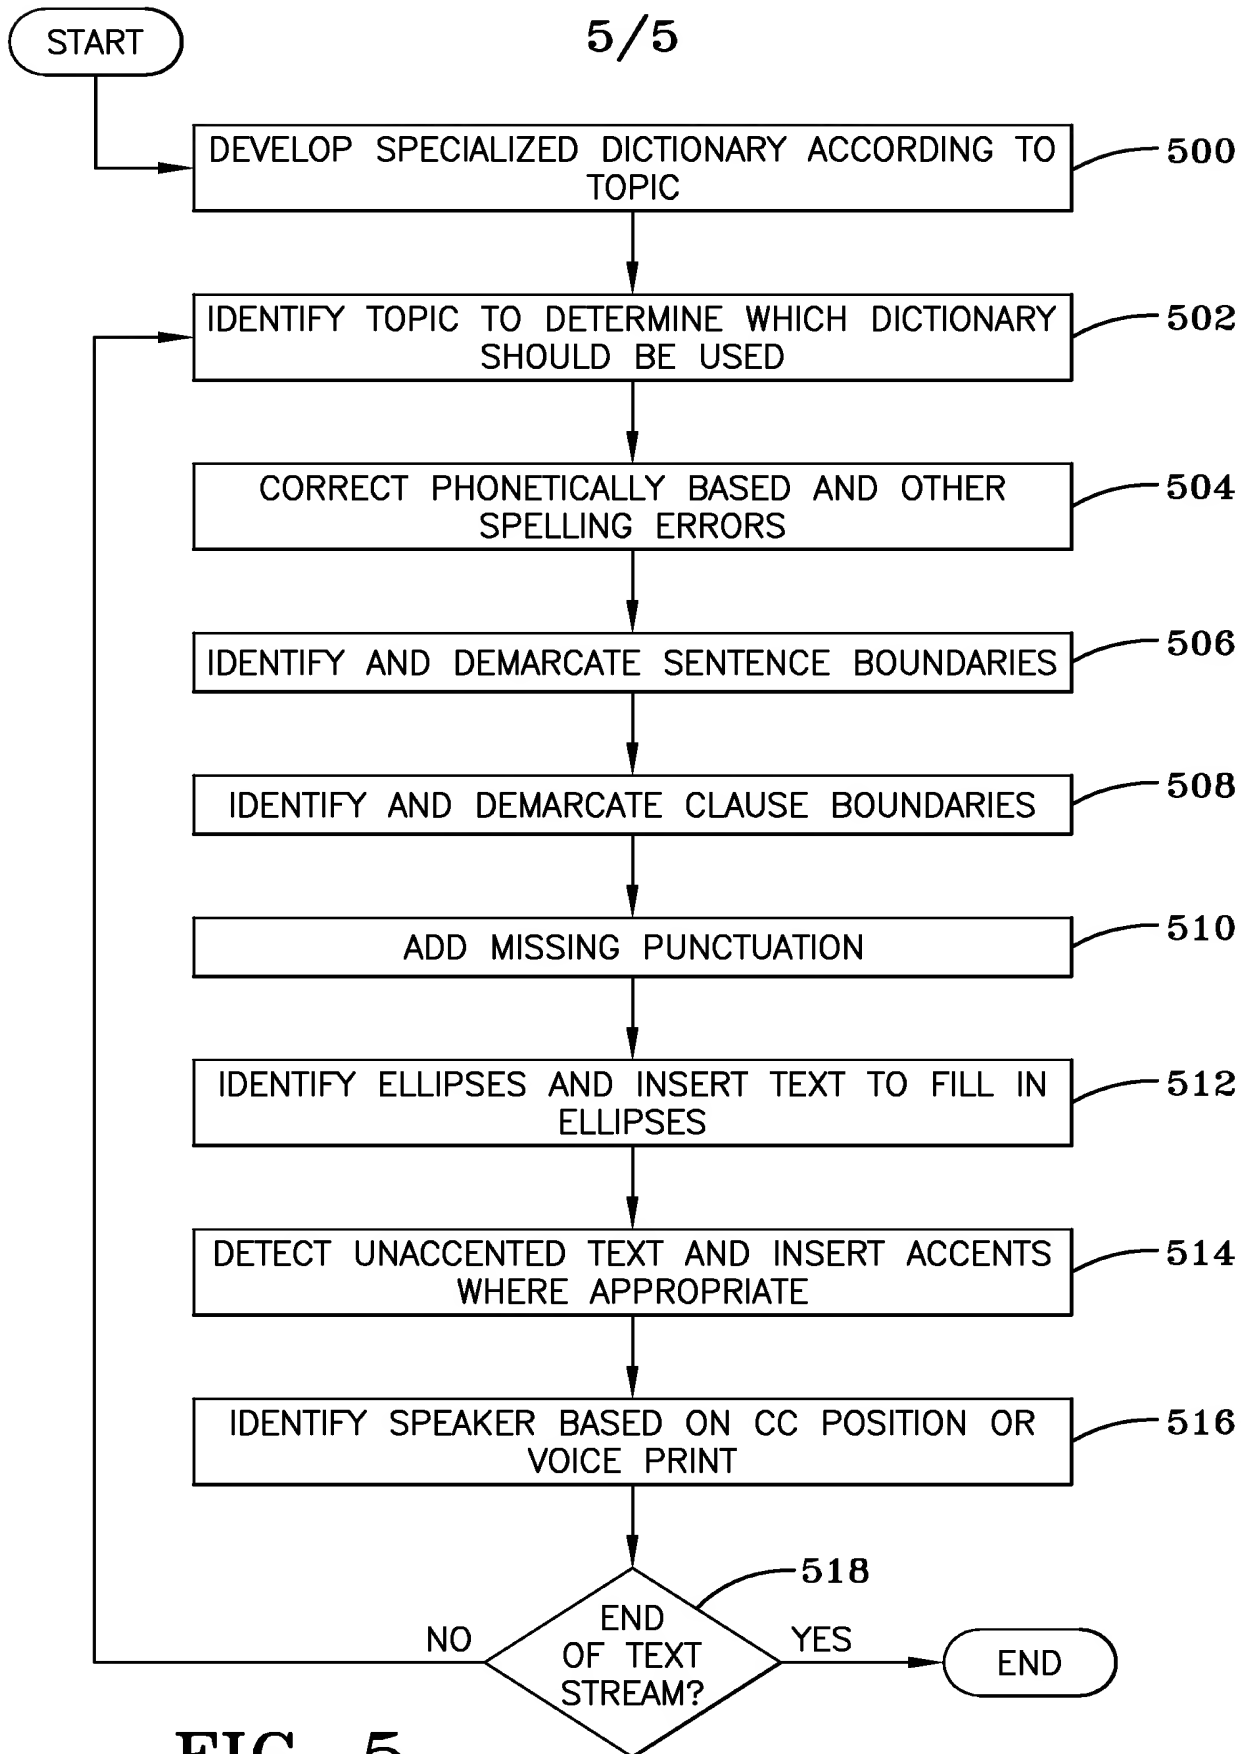 START
5/5
DEVELOP SPECIALIZED DICTIONARY ACCORDING TO
TOPIC
500
IDENTIFY TOPIC TO DETERMINE WHICH DICTIONARY
SHOULD BE USED
502
CORRECT PHONETICALLY BASED AND OTHER
SPELLING ERRORS
504
IDENTIFY AND DEMARCATE SENTENCE BOUNDARIES
506
IDENTIFY AND DEMARCATE CLAUSE BOUNDARIES
508
ADD MISSING PUNCTUATION
510
IDENTIFY ELLIPSES AND INSERT TEXT TO FILL IN
ELLIPSES
512
DETECT UNACCENTED TEXT AND INSERT ACCENTS
WHERE APPROPRIATE
514
IDENTIFY SPEAKER BASED ON CC POSITION OR
VOICE PRINT
516
518
NO
END
OF TEXT
STREAM?
YES
END
FIG. 5